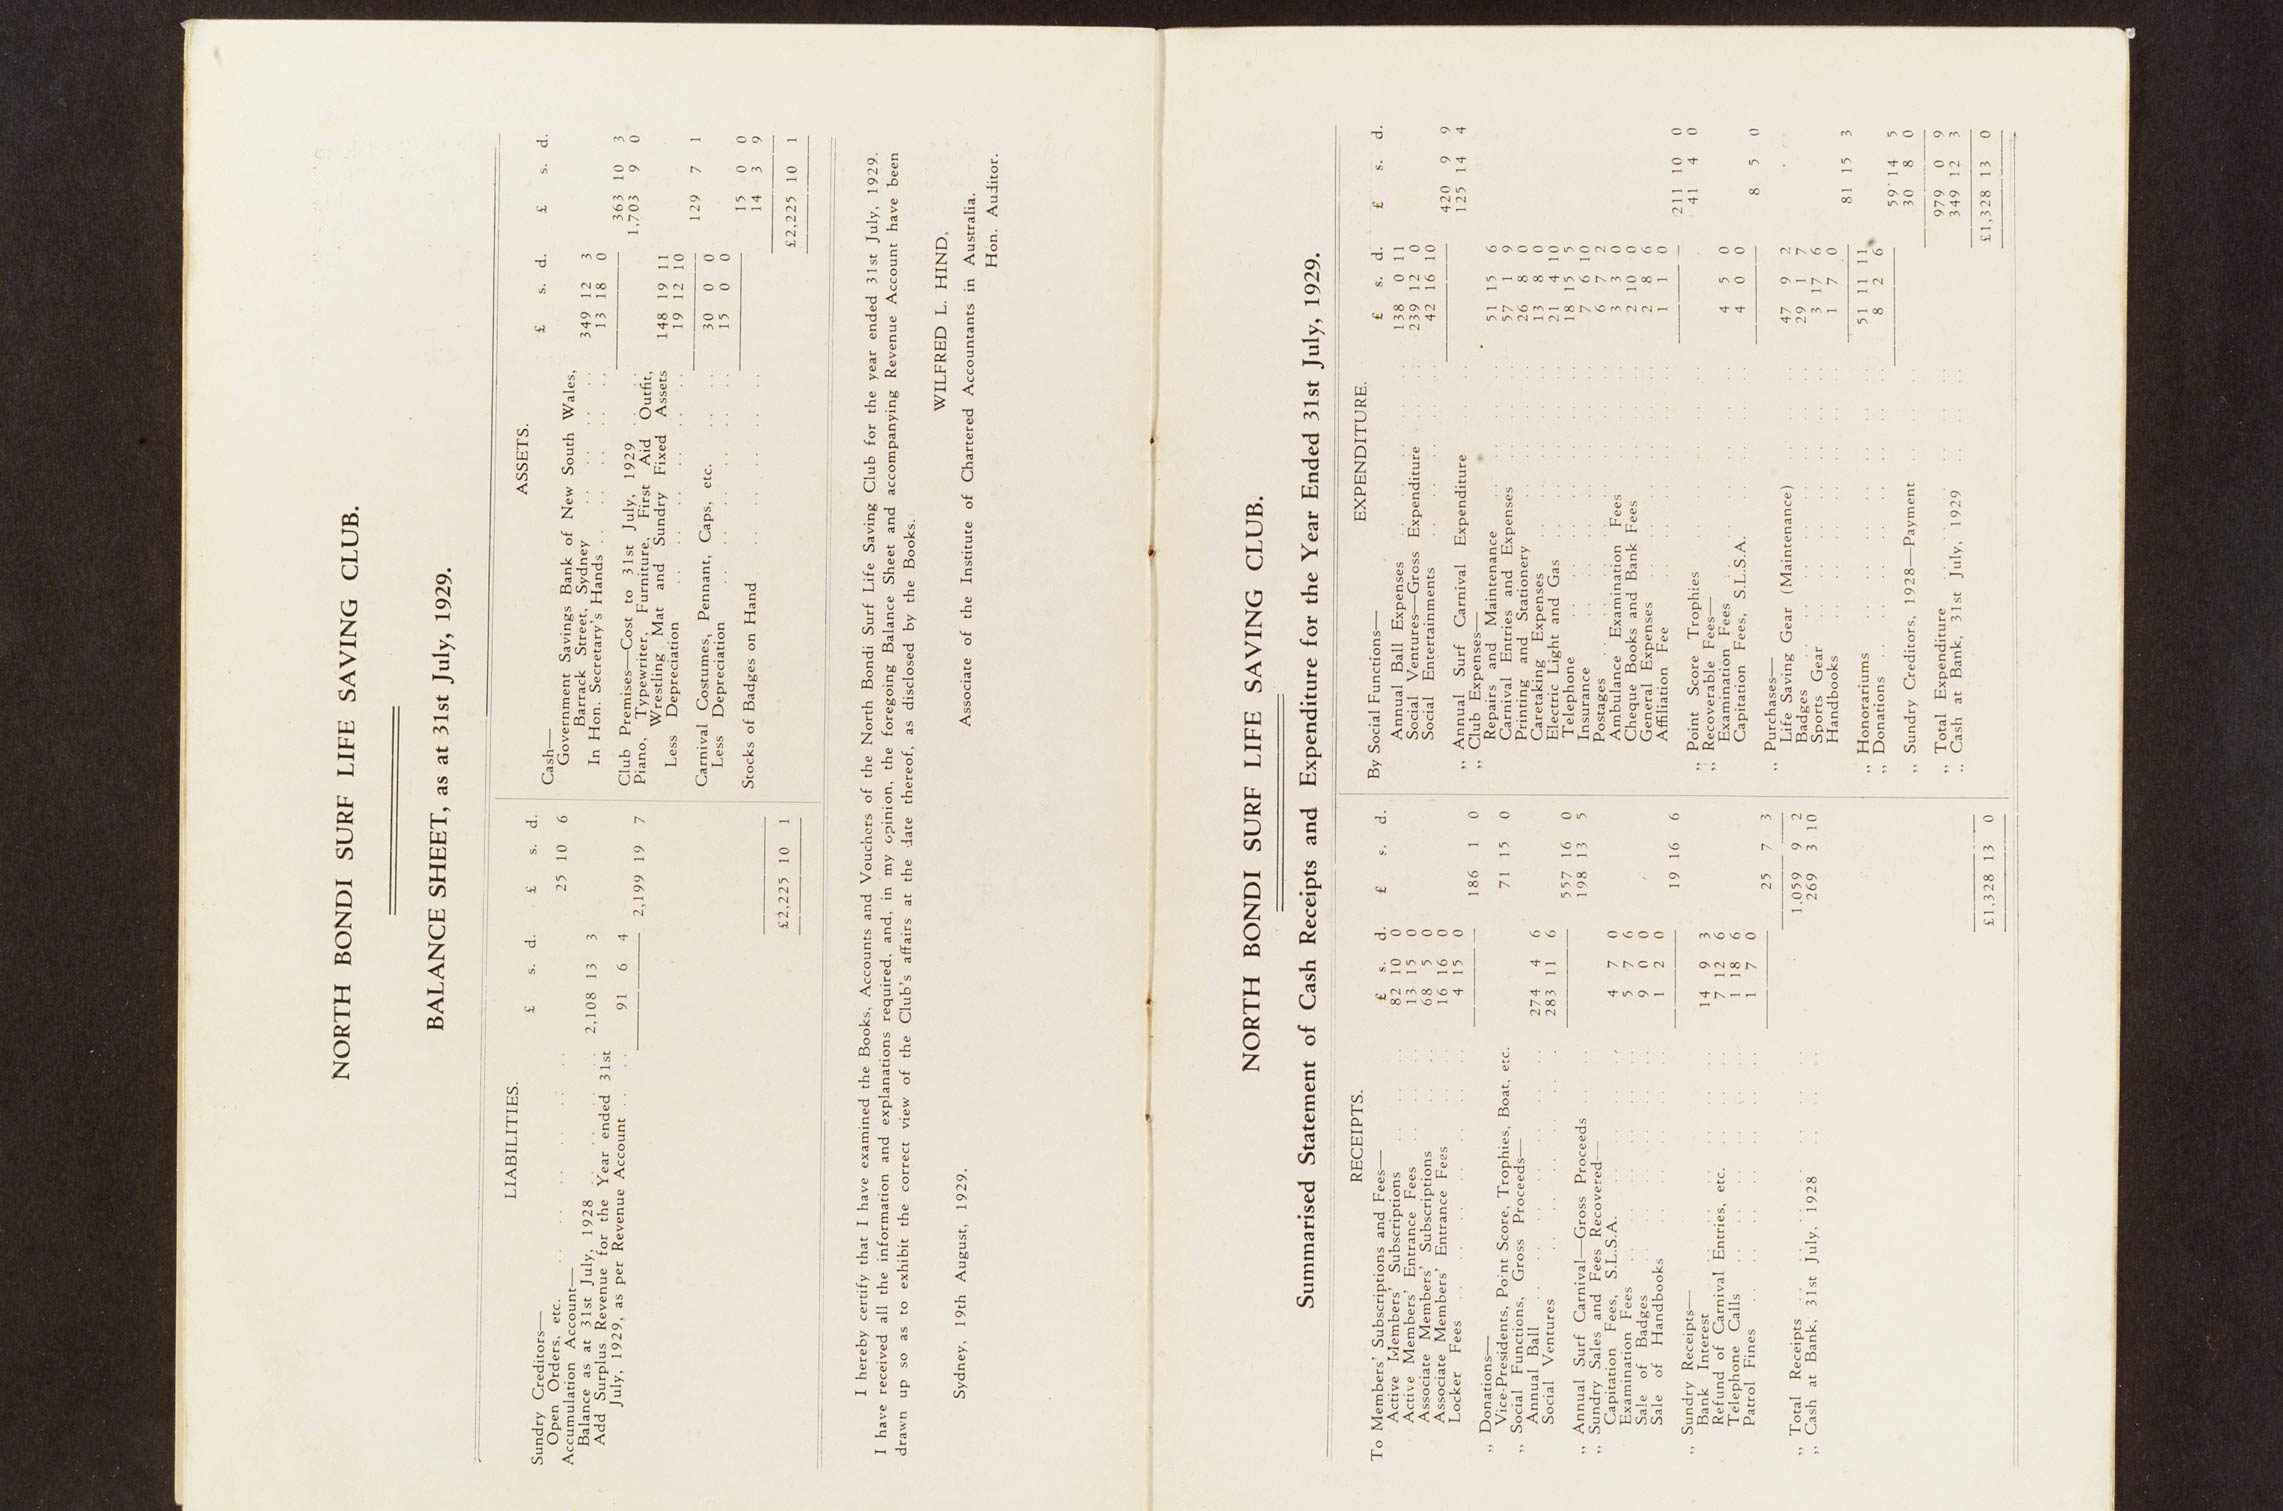 NORTH BONDI SURF LIFE SAVING CLUB.
BALANCE SHEET, as at 31st July, 1929.
LIABILITIES.
£ s. d. £ s. d.
Sundry Creditors—
Open Orders, etc. .. .. .. .. .. 25 10 6
Accumulation Account—
Balance as at 31st July, 1928 .. .. .. 2,108 13 3
Add Surplus Revenue for the Year ended 31st
July, 1929, as per Revenue Account .. .. 91 6 4
2,199 19 7
£2,225 10 1
ASSETS.
£ s. d. £ s. d.
Cash—
Government Savings Bank of New South Wales,
Barrack Street, Sydney .. .. .. .. 349 12 3
In Hon. Secretary's Hands .. .. .. .. 13 18 0
363 10 3
Club Premises—Cost to 31st July, 1929 .. 1,703 9 0
Piano, Typewriter, Furniture, First Aid Outfit,
Wrestling Mat and Sundry Fixed Assets 148 19 11
Less Depreciation .. .. .. .. .. 19 12 10
129 7 1
Carnival Costumes, Pennant, Caps, etc. .. .. 30 0 0
Less Depreciation .. .. .. .. .. 15 0 0
15 0 0
Stocks of Badges on Hand .. .. .. .. 14 3 9
£2,225 10 1
I hereby certify that I have examined the Books, Accounts and Vouchers of the North Bondi Surf Life Saving Club for the year ended 31st July, 1929.
I have received all the information and explanations required, and, in my opinion, the foregoing Balance Sheet and accompanying Revenue Account have been
drawn up so as to exhibit the correct view of the Club's affairs at the date thereof, as disclosed by the Books.
WILFRED L. HIND,
Associate of the Institute of Chartered Accountants in Australia.
Hon. Auditor.
Sydney, 19th August, 1929.
NORTH BONDI SURF LIFE SAVING CLUB.
Summarised Statement of Cash Receipts and Expenditure for the Year Ended 31st July, 1929.
RECEIPTS.
£ s. d. £ s. d.
To Members' Subscriptions and Fees—
Active Members' Subscriptions .. .. 82 10 0
Active Members' Entrance Fees .. .. 13 15 0
Associate Members' Subscriptions .. .. 68 5 0
Associate Members' Entrance Fees .. .. 16 16 0
Locker Fees .. .. .. .. .. 4 15 0
186 1 0
,, Donations—
Vice-Presidents, Point Score, Trophies, Boat, etc. 71 15 0
,, Social Functions, Gross Proceeds—
Annual Ball .. .. .. .. .. 274 4 6
Social Ventures .. .. .. .. .. 283 11 6
557 16 0
,, Annual Surf Carnival—Gross Proceeds .. .. 198 13 5
,, Sundry Sales and Fees Recovered—
Capitation Fees, S.L.S.A. .. .. .. 4 7 0
Examination Fees .. .. .. .. 5 7 6
Sale of Badges .. .. .. .. 9 0 0
Sale of Handbooks .. .. .. .. 1 2 0
19 16 6
,, Sundry Receipts—
Bank Interest .. .. .. .. 14 9 3
Refund of Carnival Entries, etc. .. .. 7 12 6
Telephone Calls .. .. .. .. 1 18 6
Patrol Fines .. .. .. .. .. 1 7 0
25 7 3
,, Total Receipts .. .. .. .. 1,059 9 2
,, Cash at Bank, 31st July, 1928 .. .. .. 269 3 10
£1,328 13 0
EXPENDITURE.
£ s. d. £ s. d.
By Social Functions—
Annual Ball Expenses .. .. .. 138 0 11
Social Ventures—Gross Expenditure .. .. 239 12 0
Social Entertainments .. .. .. .. 42 16 10
420 9 9
,, Annual Surf Carnival Expenditure .. .. 125 14 4
,, Club Expenses—
Repairs and Maintenance .. .. .. 51 15 6
Carnival Entries and Expenses .. .. 57 1 9
Printing and Stationery .. .. .. 26 8 0
Caretaking Expenses .. .. .. .. 13 8 0
Electric Light and Gas .. .. .. 21 4 10
Telephone .. .. .. .. .. 18 15 5
Insurance .. .. .. .. .. 7 6 10
Postages .. .. .. .. .. 6 7 2
Ambulance Examination Fees .. .. 3 3 0
Cheque Books and Bank Fees .. .. 2 10 0
General Expenses .. .. .. .. 2 8 6
Affiliation Fee .. .. .. .. 1 1 0
211 10 0
,, Point Score Trophies .. .. .. .. 41 4 0
,, Recoverable Fees—
Examination Fees .. .. .. .. 4 5 0
Capitation Fees, S.L.S.A. .. .. .. 4 0 0
8 5 0
,, Purchases—
Life Saving Gear (Maintenance) .. .. 47 9 2
Badges .. .. .. .. .. 29 1 7
Sports Gear .. .. .. .. .. 3 17 6
Handbooks .. .. .. .. .. 1 7 0
81 15 3
,, Honorariums .. .. .. .. .. 51 11 11
,, Donations .. .. .. .. .. 8 2 6
59 14 5
,, Sundry Creditors, 1928—Payment .. .. 30 8 0
,, Total Expenditure .. .. .. .. 979 0 9
,, Cash at Bank, 31st July, 1929 .. .. .. 349 12 3
£1,328 13 0